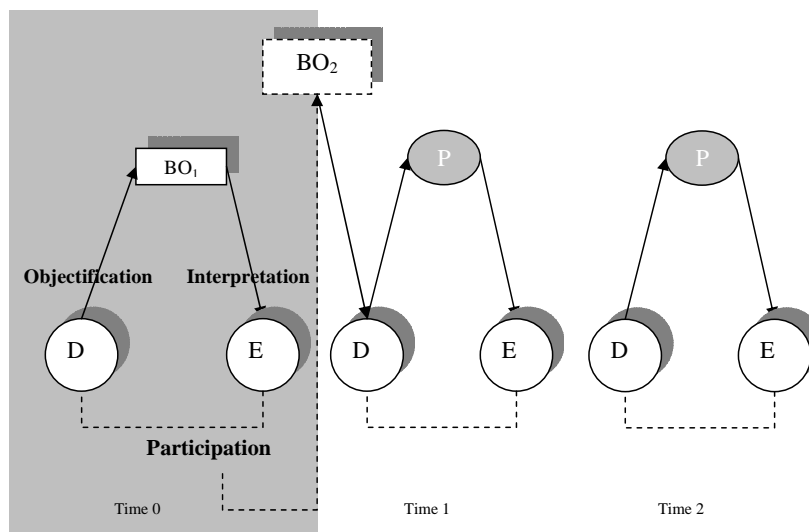 BO₂
BO₁
P
P
Objectification
Interpretation
D
E
D
E
D
E
Participation
Time 0
Time 1
Time 2